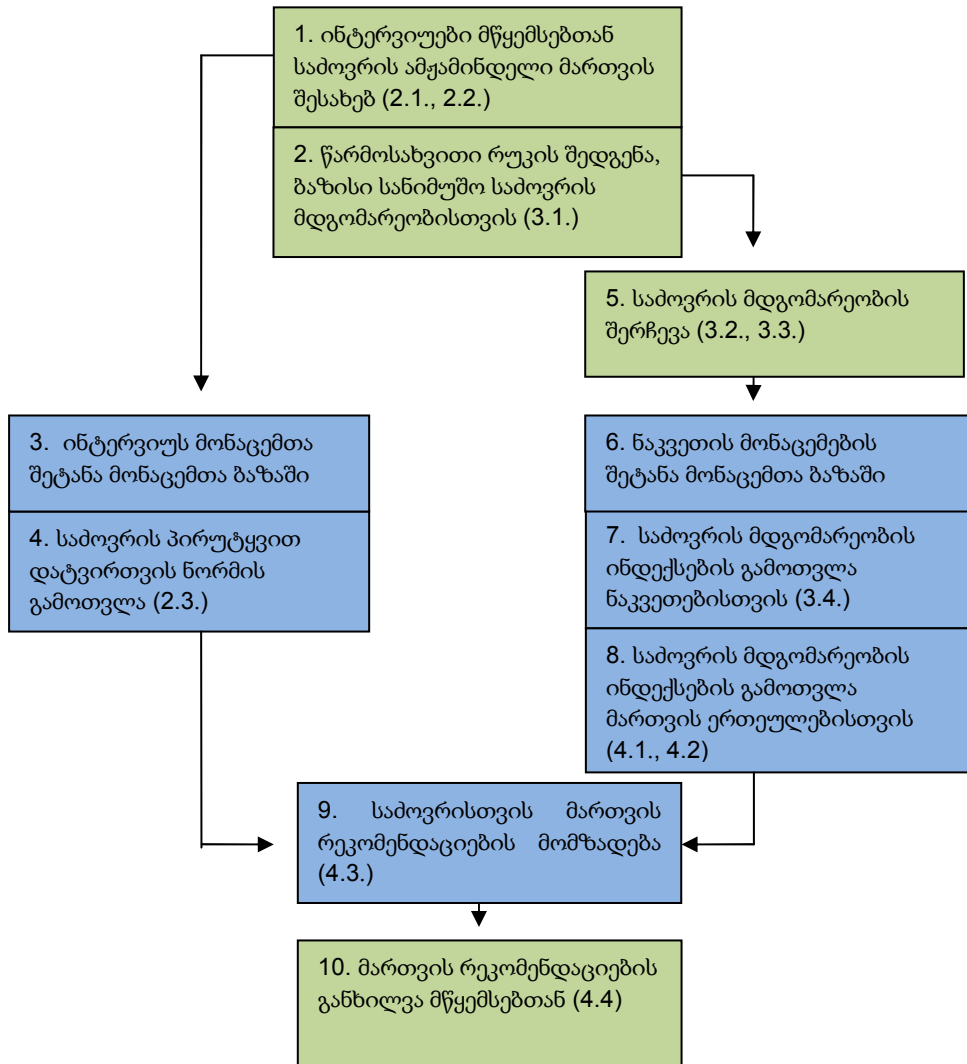 1. ინტერვიუები მწყემსებთან
საძოვრის ამჟამინდელი მართვის
შესახებ (2.1., 2.2.)
2. წარმოსახვითი რუკის შედგენა,
ბაზისი სანიმუშო საძოვრის
მდგომარეობისთვის (3.1.)
5. საძოვრის მდგომარეობის
შერჩევა (3.2., 3.3.)
3. ინტერვიუს მონაცემთა
შეტანა მონაცემთა ბაზაში
4. საძოვრის პირუტყვით
დატვირთვის ნორმის
გამოთვლა (2.3.)
6. ნაკვეთის მონაცემების
შეტანა მონაცემთა ბაზაში
7. საძოვრის მდგომარეობის
ინდექსების გამოთვლა
ნაკვეთებისთვის (3.4.)
8. საძოვრის მდგომარეობის
ინდექსების გამოთვლა
მართვის ერთეულებისთვის
(4.1., 4.2)
9. საძოვრისთვის მართვის
რეკომენდაციების მომზადება
(4.3.)
10. მართვის რეკომენდაციების
განხილვა მწყემსებთან (4.4)